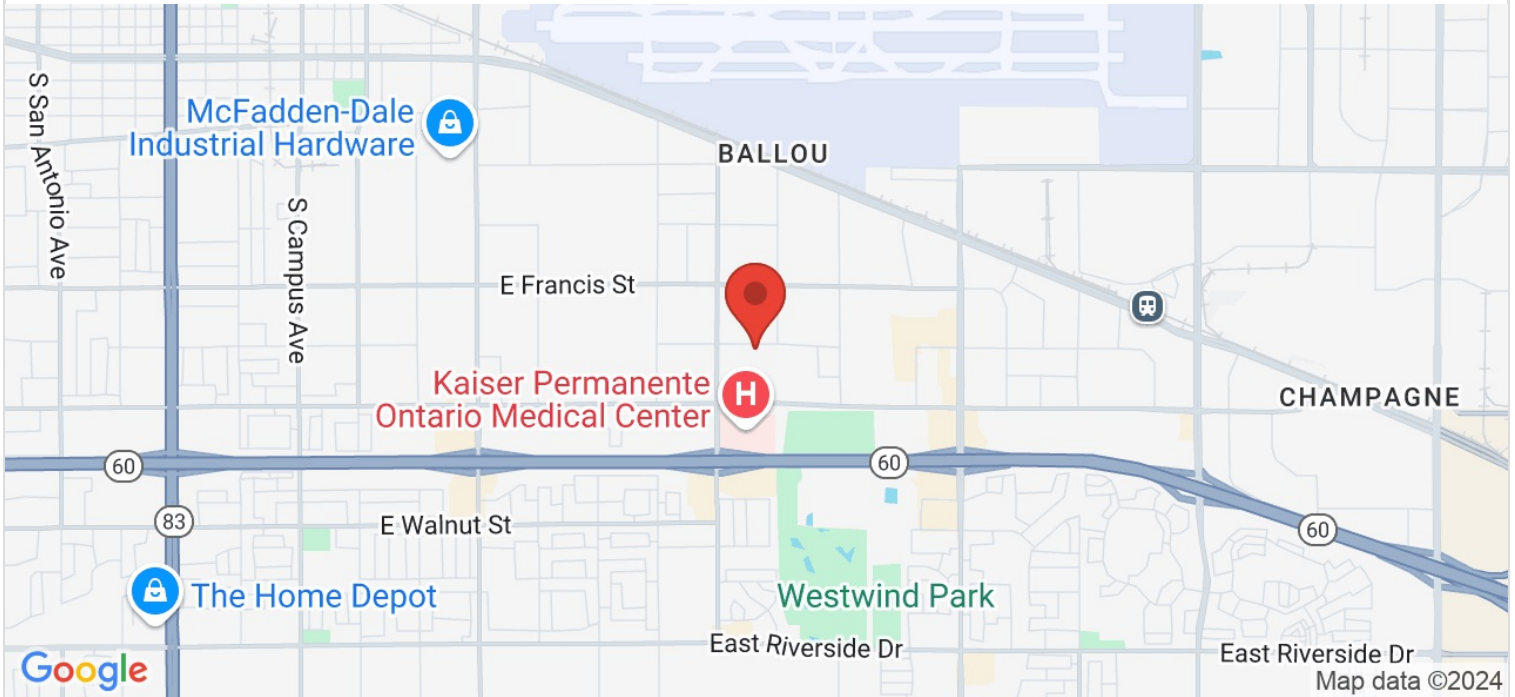 S San Antonio Ave
McFadden-Dale
Industrial Hardware
BALLOU
S Campus Ave
E Francis St
Kaiser Permanente
Ontario Medical Center
H
CHAMPAGNE
60
60
83
E Walnut St
60
The Home Depot
Westwind Park
East Riverside Dr
East Riverside Dr
Google
Map data ©2024